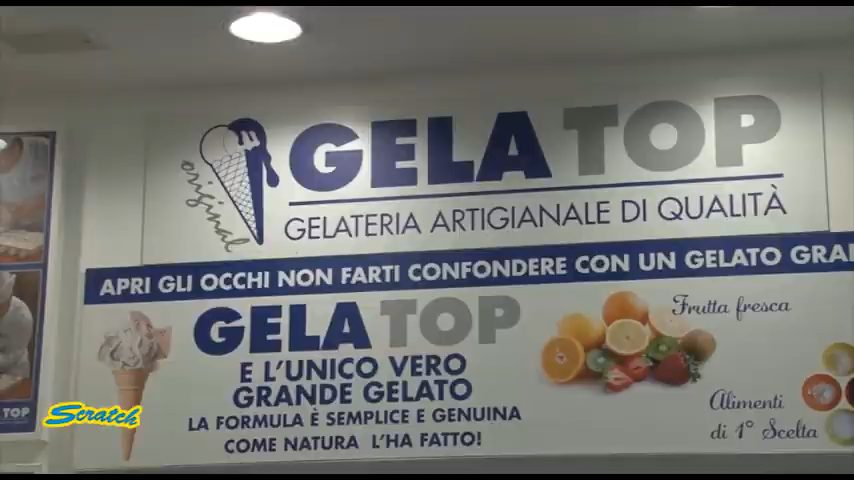 original
GELATOP
GELATERIA ARTIGIANALE DI QUALITÀ
APRI GLI OCCHI NON FARTI CONFONDERE CON UN GELATO
GELATOP
E L'UNICO VERO
GRANDE GELATO
LA FORMULA È SEMPLICE E GENUINA
COME NATURA L'HA FATTO!
Frutta fresca
Alimenti
di 1° Scelta
TOP
Scratch